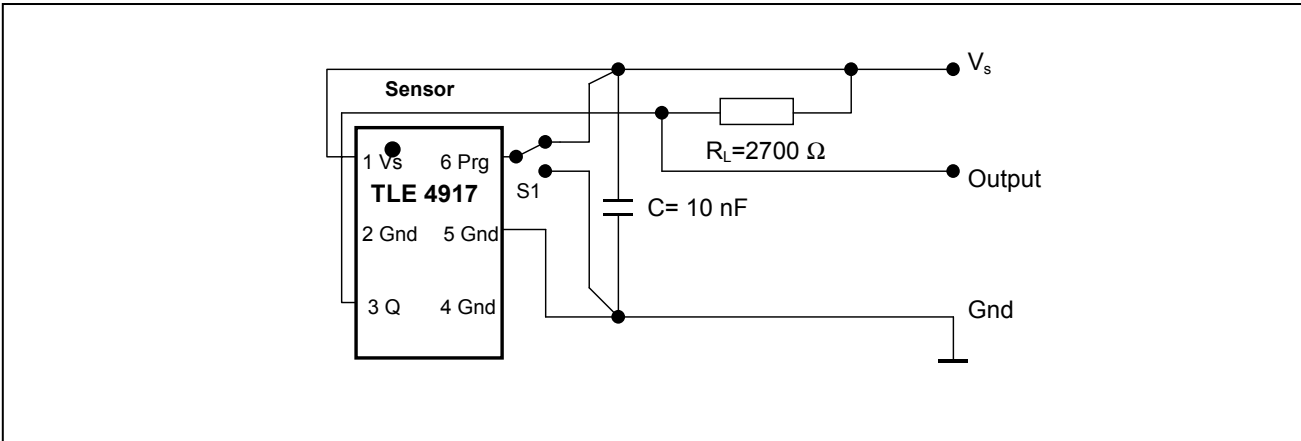 Vₛ
Sensor
R_L=2700 Ω
1 Vs 6 Prg
TLE 4917
S1
Output
C= 10 nF
2 Gnd 5 Gnd
3 Q 4 Gnd
Gnd